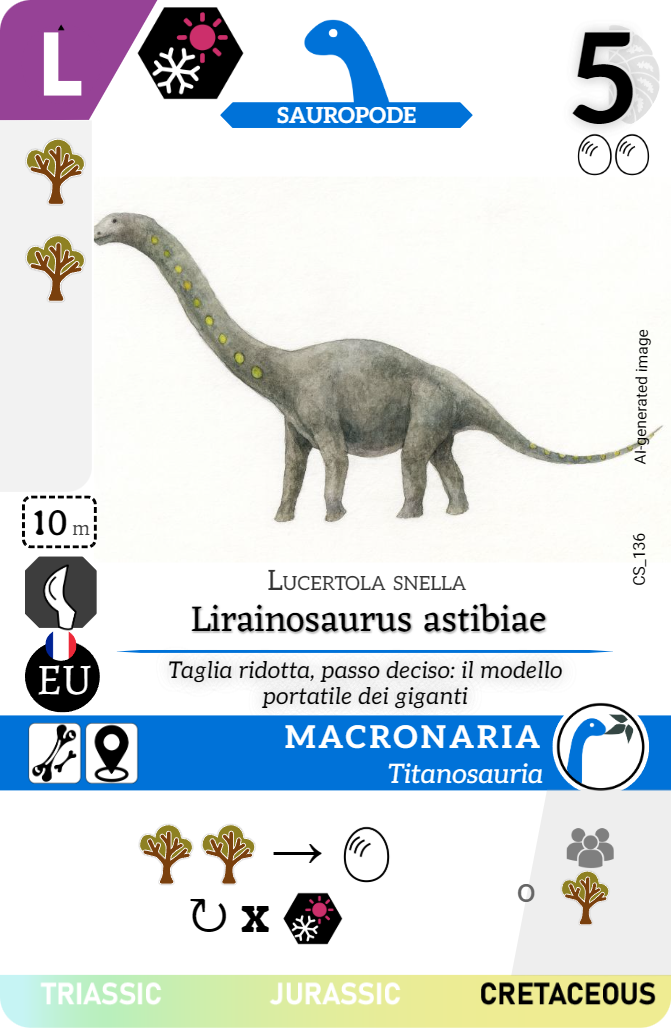 L
SAUROPODE
5
AI-generated image
CS_136
10 m
EU
Lucertola snella
Lirainosaurus astibiae
Taglia ridotta, passo deciso: il modello
portatile dei giganti
MACRONARIA
Titanosauria
o
x
TRIASSIC JURASSIC CRETACEOUS